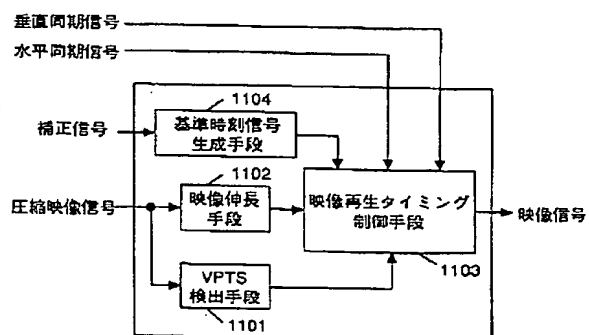 垂直同期信号
水平同期信号
1104
補正信号
基準時刻信号
生成手段
1102
圧縮映像信号
映像伸長
手段
映像再生タイミング
制御手段
映像信号
1103
VPTS
検出手段
1101